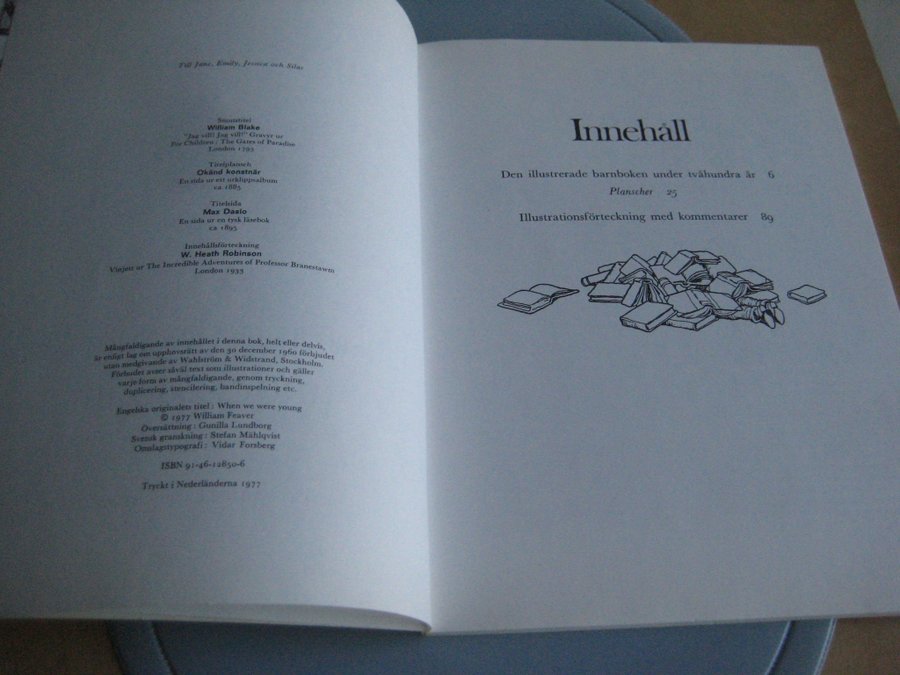 Till Jane, Emily, Jessica och Silas
Smutstitel
William Blake
"Jag vill! Jag vill!" Gravyr ur
For Children: The Gates of Paradise
London 1793
Titelplansch
Okänd konstnär
En sida ur ett urklippsalbum
ca 1885
Titelsida
Max Dasio
En sida ur en tysk läsebok
ca 1895
Innehållsförteckning
W. Heath Robinson
Vinjett ur The Incredible Adventures of Professor Branestawm
London 1933
Mångfaldigande av innehållet i denna bok, helt eller delvis,
är enligt lag om upphovsrätt av den 30 december 1960 förbjudet
utan medgivande av Wahlström & Widstrand, Stockholm.
Förbudet avser såväl text som illustrationer och gäller
varje form av mångfaldigande, genom tryckning,
duplicering, stencilering, bandinspelning etc.
Engelska originalets titel: When we were young
© 1977 William Feaver
Översättning: Gunilla Lundborg
Svensk granskning: Stefan Mählqvist
Omslagstypografi: Vidar Forsberg
ISBN 91-46-12850-6
Tryckt i Nederländerna 1977
Innehåll
Den illustrerade barnboken under tvåhundra år 6
Planscher 25
Illustrationsförteckning med kommentarer 89